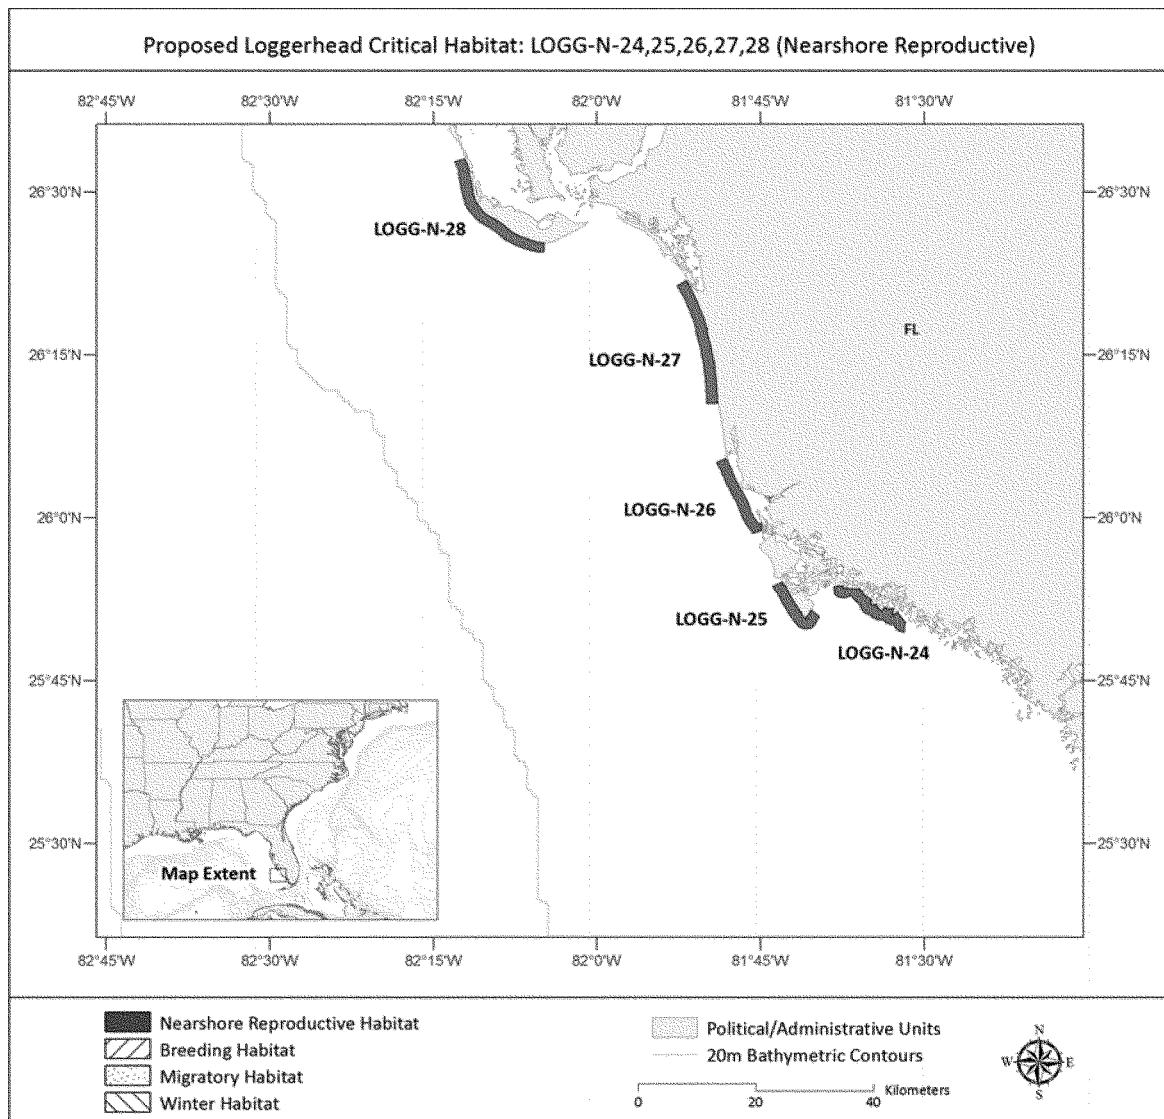 Proposed Loggerhead Critical Habitat: LOGG-N-24,25,26,27,28 (Nearshore Reproductive)
82°45'W 82°30'W 82°15'W 82°0'W 81°45'W 81°30'W
26°30'N 26°30'N
LOGG-N-28
FL
26°15'N LOGG-N-27 26°15'N
26°0'N LOGG-N-26 26°0'N
LOGG-N-25
LOGG-N-24
25°45'N 25°45'N
25°30'N 25°30'N
Map Extent
82°45'W 82°30'W 82°15'W 82°0'W 81°45'W 81°30'W
Nearshore Reproductive Habitat
Breeding Habitat
Migratory Habitat
Winter Habitat
Political/Administrative Units
20m Bathymetric Contours
Kilometers
0 20 40
N
W E
S